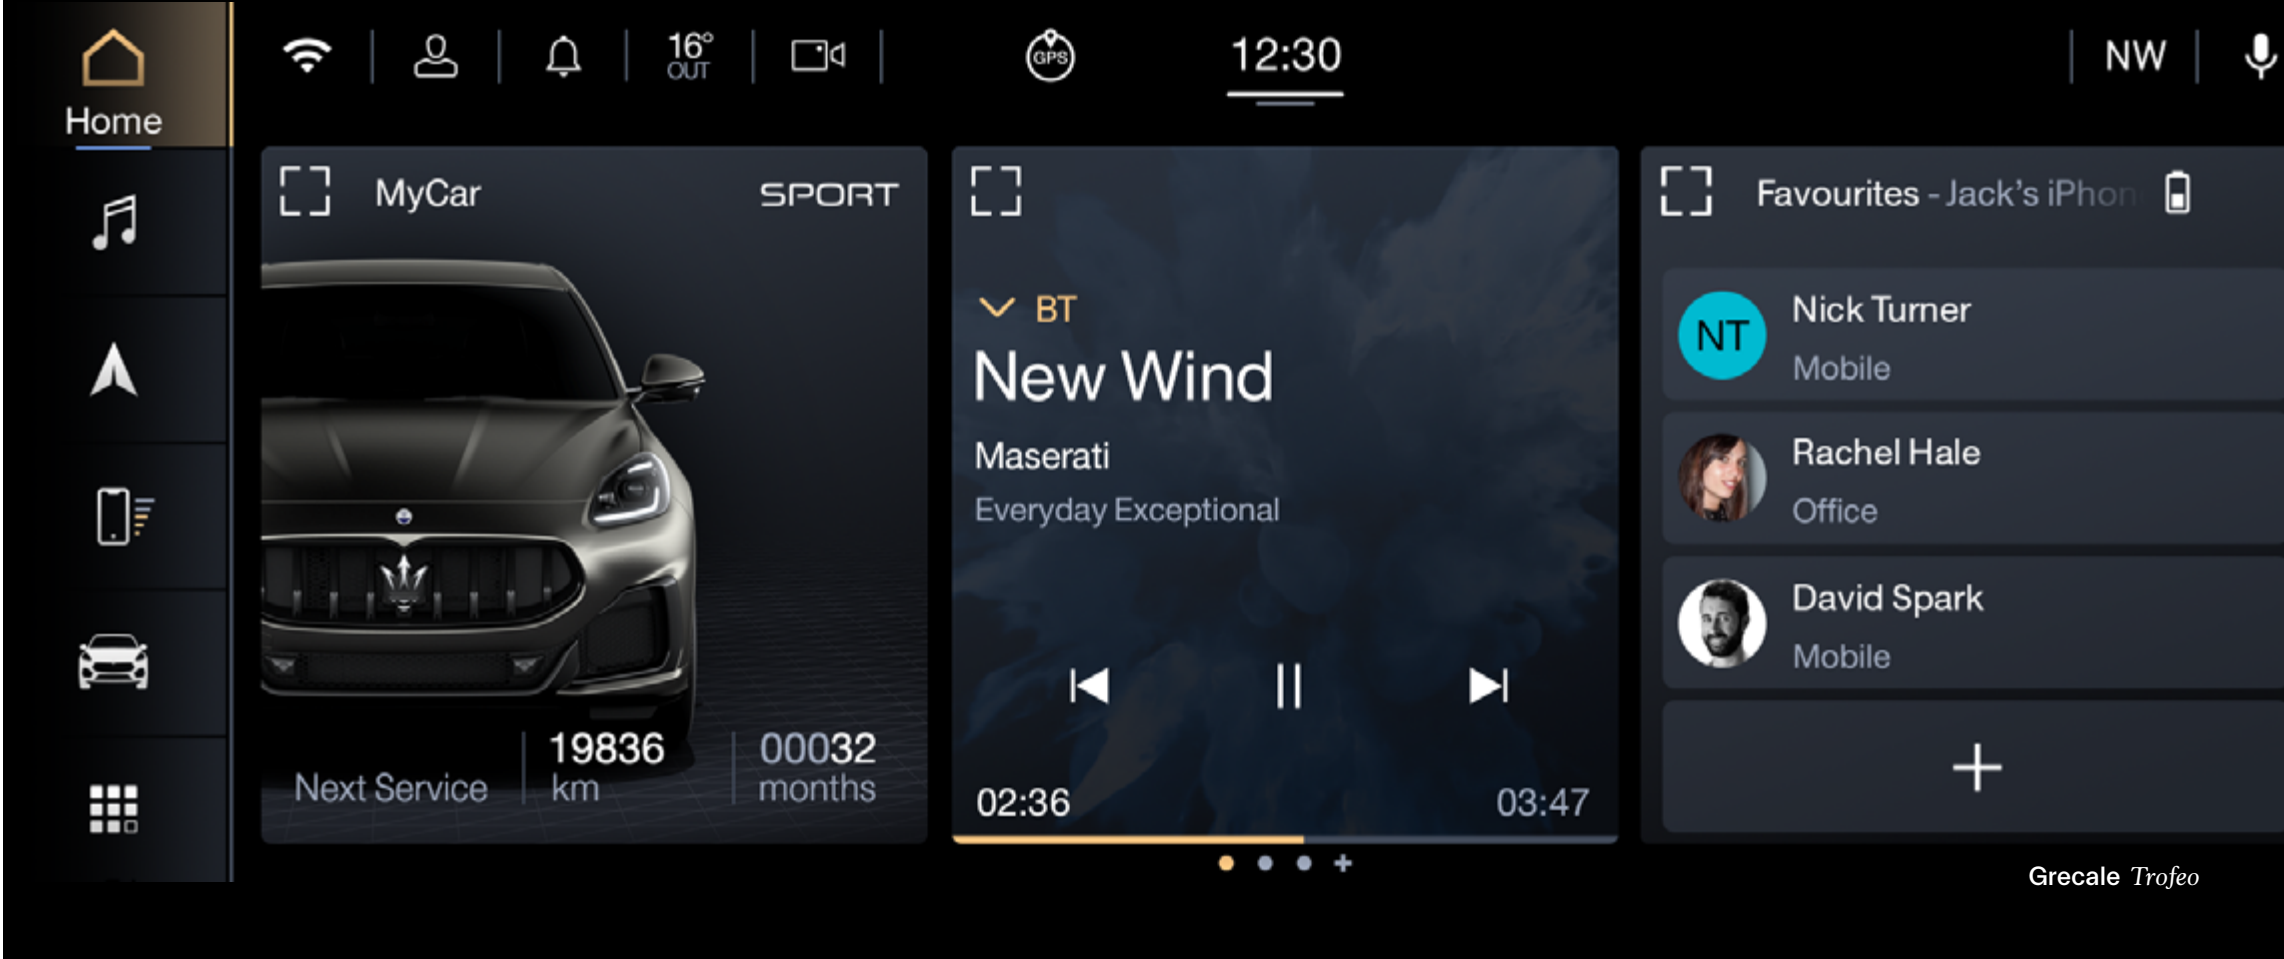 Home
16°
OUT
GPS
12:30
NW
MyCar
SPORT
Next Service
19836
km
00032
months
BT
New Wind
Maserati
Everyday Exceptional
02:36
03:47
Favourites - Jack's iPhon
NT
Nick Turner
Mobile
Rachel Hale
Office
David Spark
Mobile
Grecale Trofeo